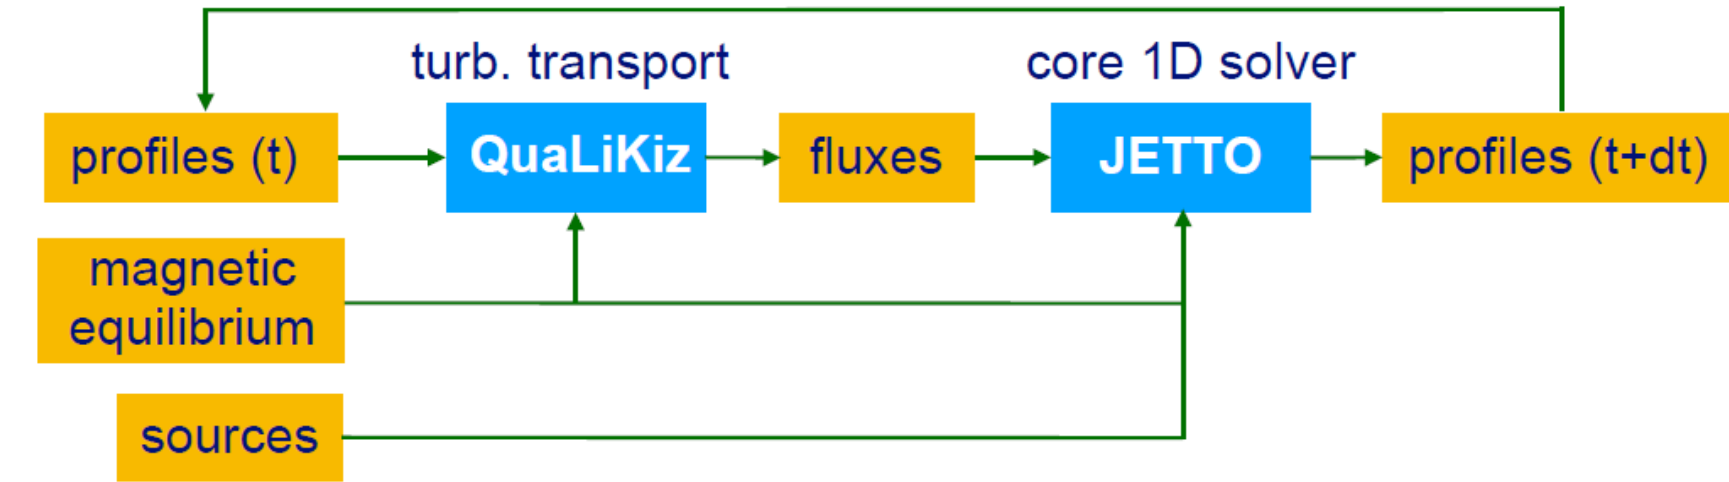 turb. transport
core 1D solver
profiles (t)
QuaLiKiz
fluxes
JETTO
profiles (t+dt)
magnetic
equilibrium
sources